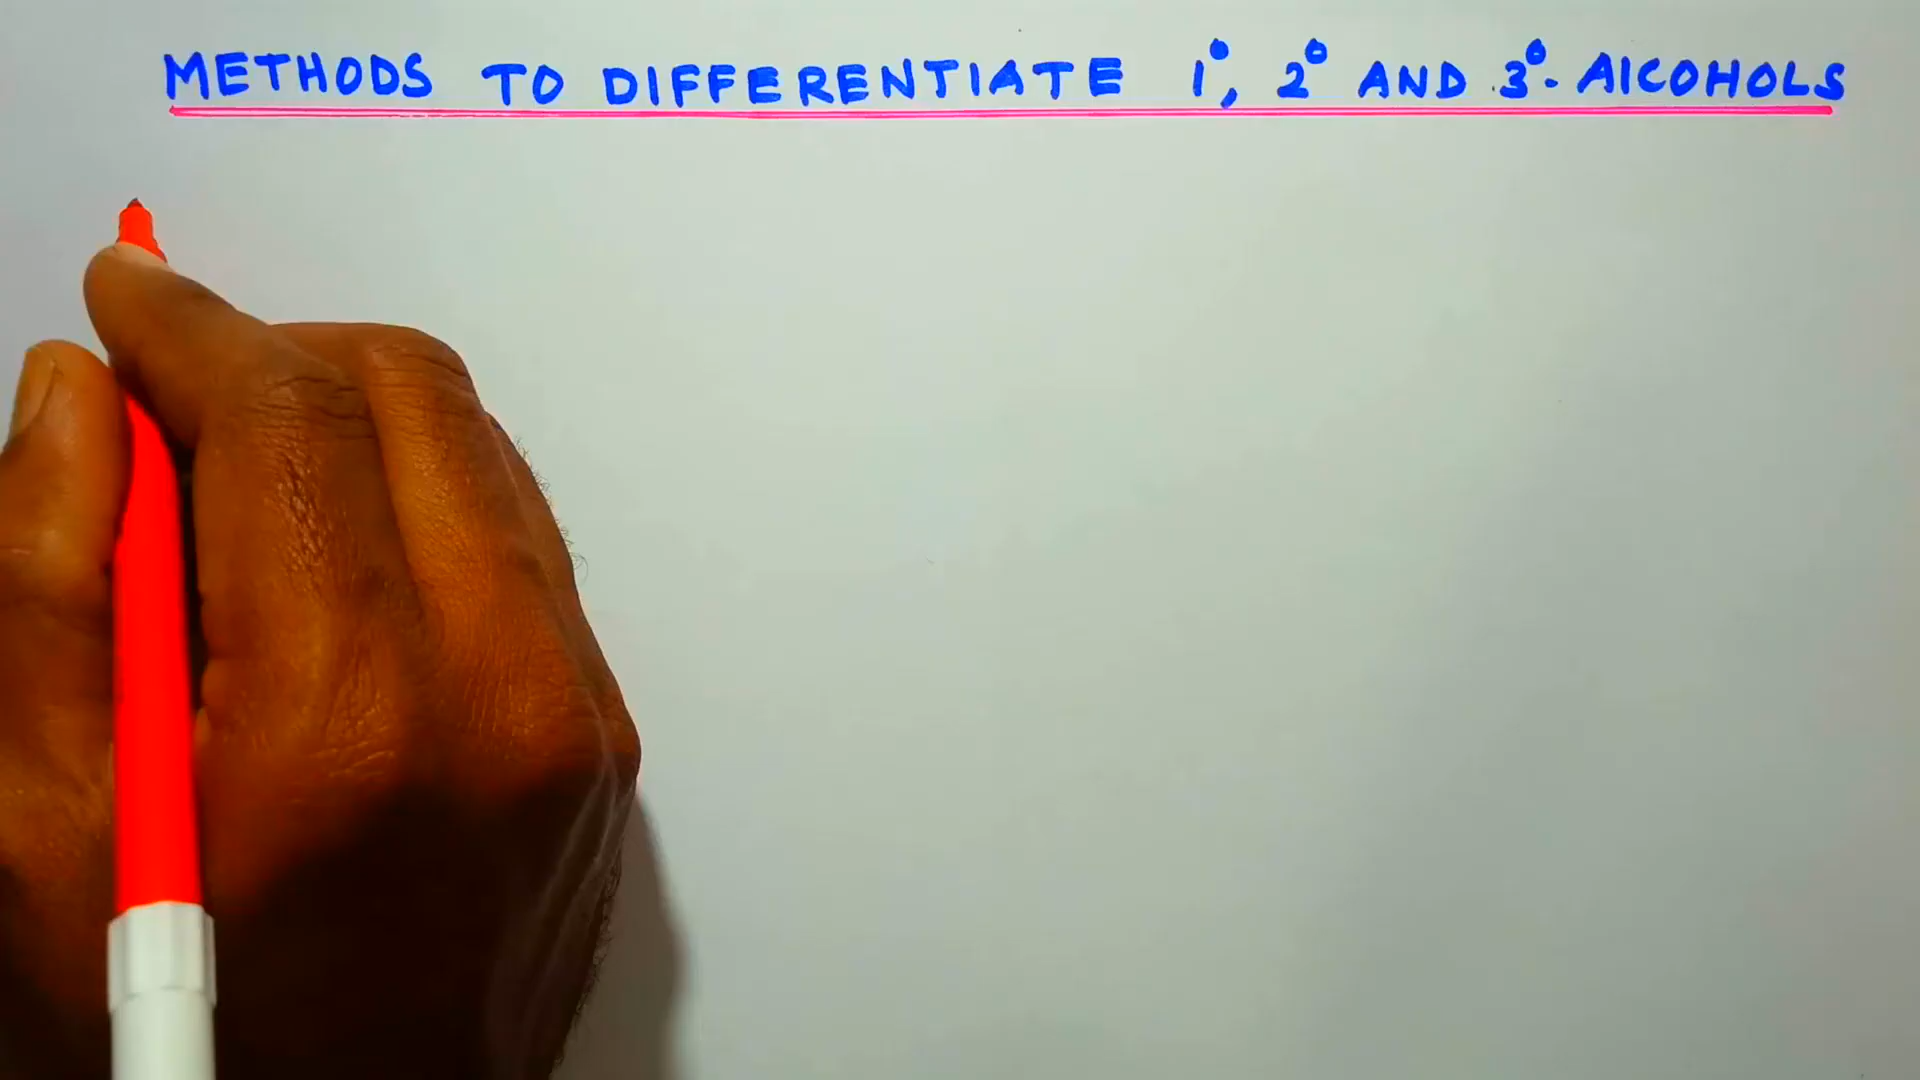 METHODS TO DIFFERENTIATE 1°, 2° AND 3°- AlCOHOLS